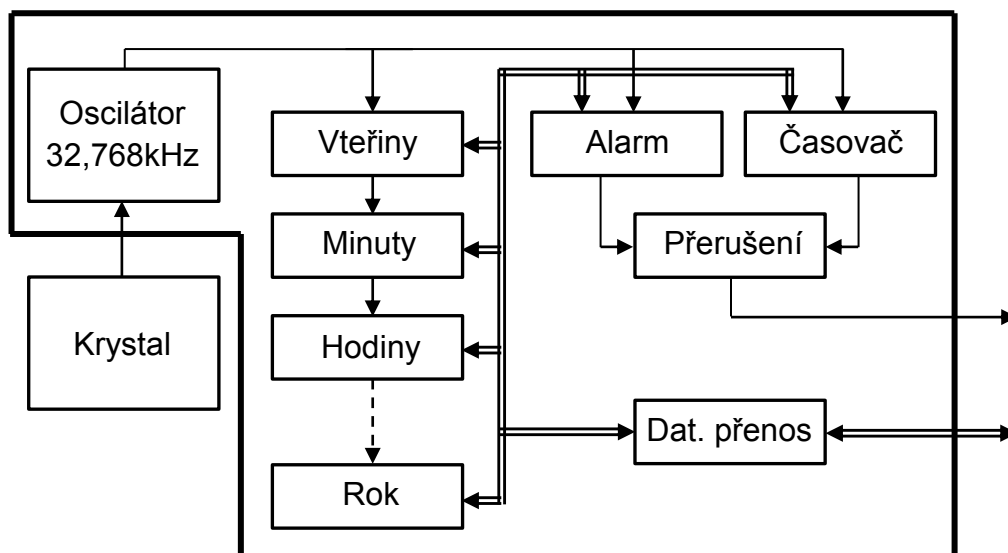 Oscilátor
32,768kHz
Vteřiny
Alarm
Časovač
Minuty
Přerušení
Krystal
Hodiny
Dat. přenos
Rok